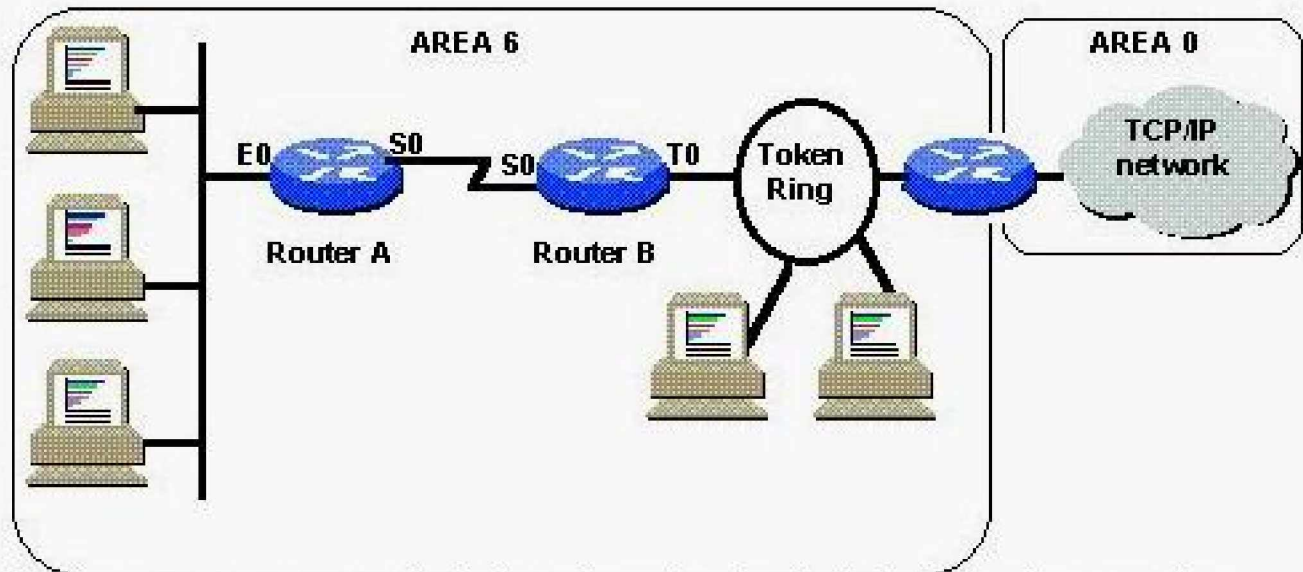 AREA 6
AREA 0
TCP/IP
network
E0
S0
S0
T0
Token
Ring
Router A
Router B